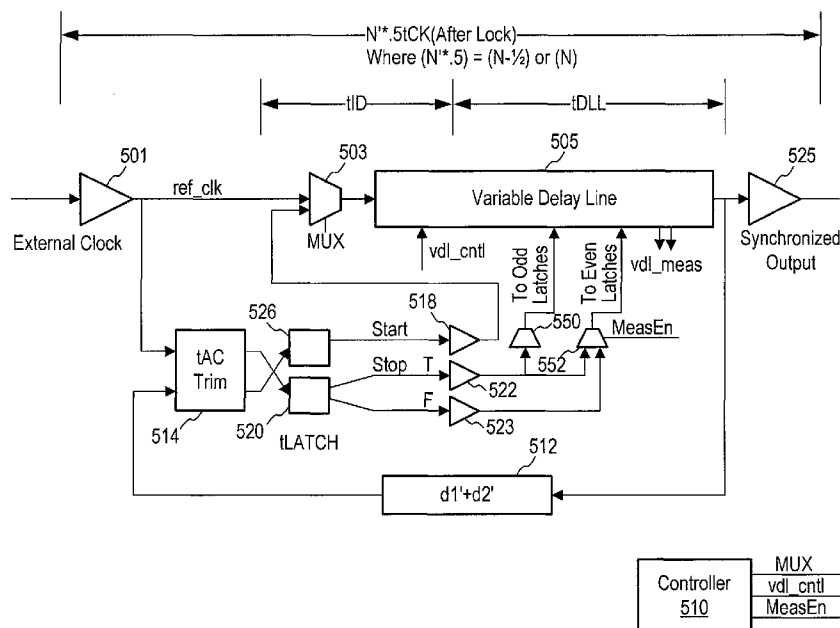 N'*.5tCK(After Lock)
Where (N'*.5) = (N-½) or (N)
tID
tDLL
501
503
505
525
ref_clk
Variable Delay Line
External Clock
MUX
vdl_cntl
To Odd
Latches
To Even
Latches
vdl_meas
Synchronized
Output
526
Start
518
550
MeasEn
552
tAC
Trim
Stop
T
522
F
523
514
520
tLATCH
512
d1'+d2'
Controller
510
MUX
vdl_cntl
MeasEn